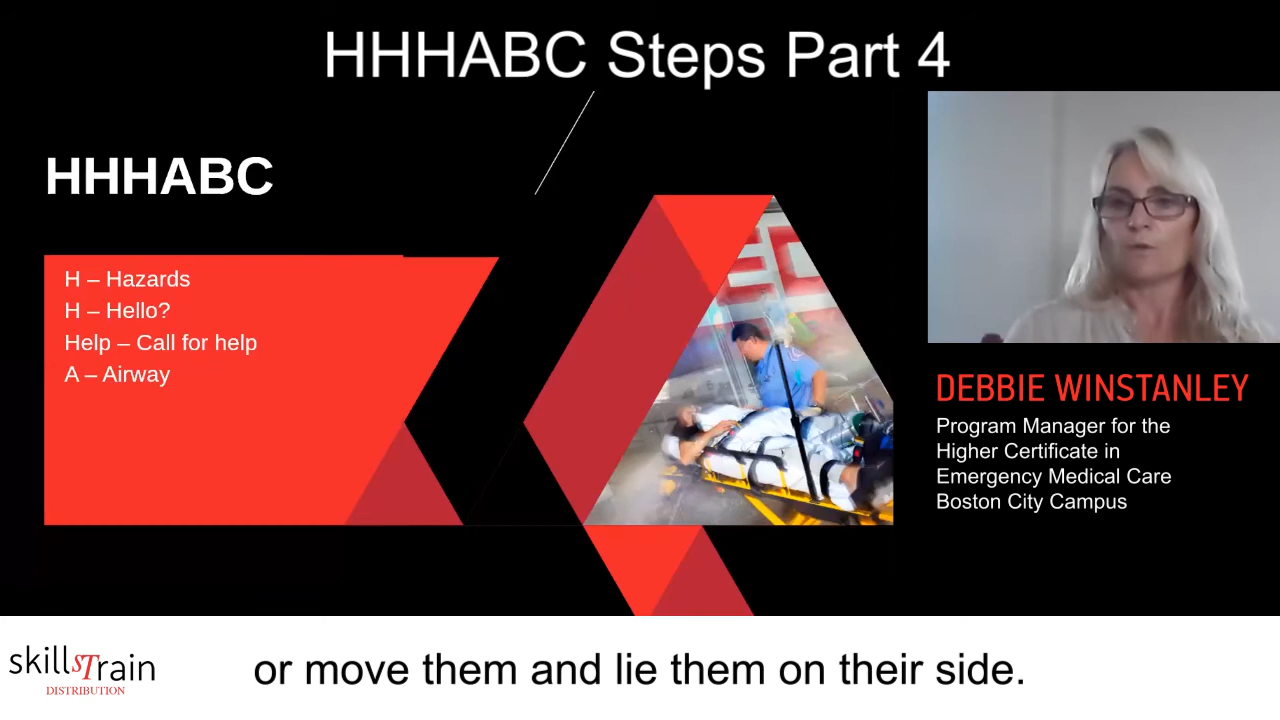 HHHABC Steps Part 4
HHHABC
H – Hazards
H – Hello?
Help – Call for help
A – Airway
DEBBIE WINSTANLEY
Program Manager for the
Higher Certificate in
Emergency Medical Care
Boston City Campus
skillsTrain
DISTRIBUTION
or move them and lie them on their side.